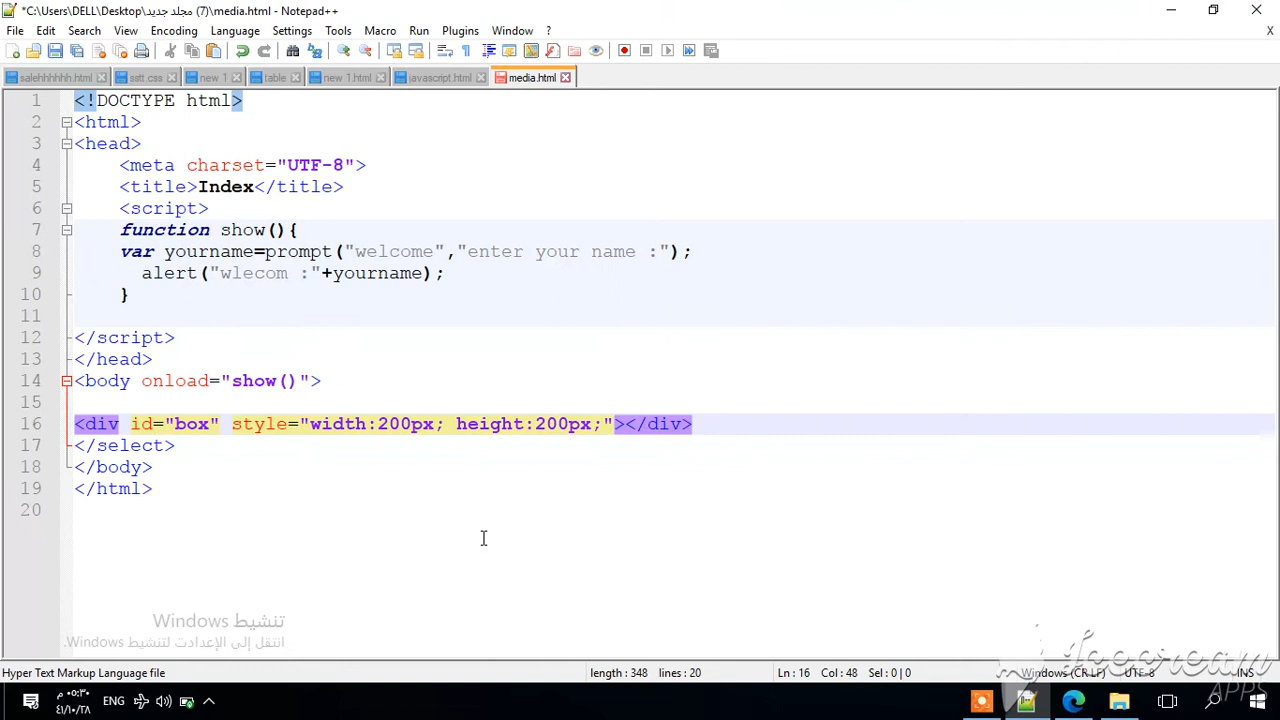 *C:\Users\DELL\Desktop\مجلد جديد (7)\media.html - Notepad++
File Edit Search View Encoding Language Settings Tools Macro Run Plugins Window ? X
salehhhhhh.html sstt.css new 1 table new 1.html javascript.html media.html
1 <!DOCTYPE html>
2 <html>
3 <head>
4 <meta charset="UTF-8">
5 <title>Index</title>
6 <script>
7 function show(){
8 var yourname=prompt("welcome","enter your name :");
9 alert("wlecom :"+yourname);
10 }
11
12 </script>
13 </head>
14 <body onload="show()">
15
16 <div id="box" style="width:200px; height:200px;"></div>
17 </select>
18 </body>
19 </html>
20
تنشيط Windows
انتقل إلى الإعدادات لتنشيط Windows.
Hyper Text Markup Language file length : 348 lines : 20 Ln : 16 Col : 48 Sel : 0 | 0 Windows (CR LF) UTF-8 INS
Icecream
APPS
ENG